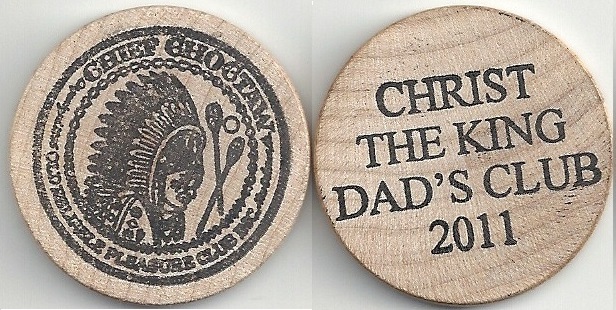 CHIEF CHOCTAW
PLEASURE CLUB INC.
CHRIST
THE KING
DAD'S CLUB
2011